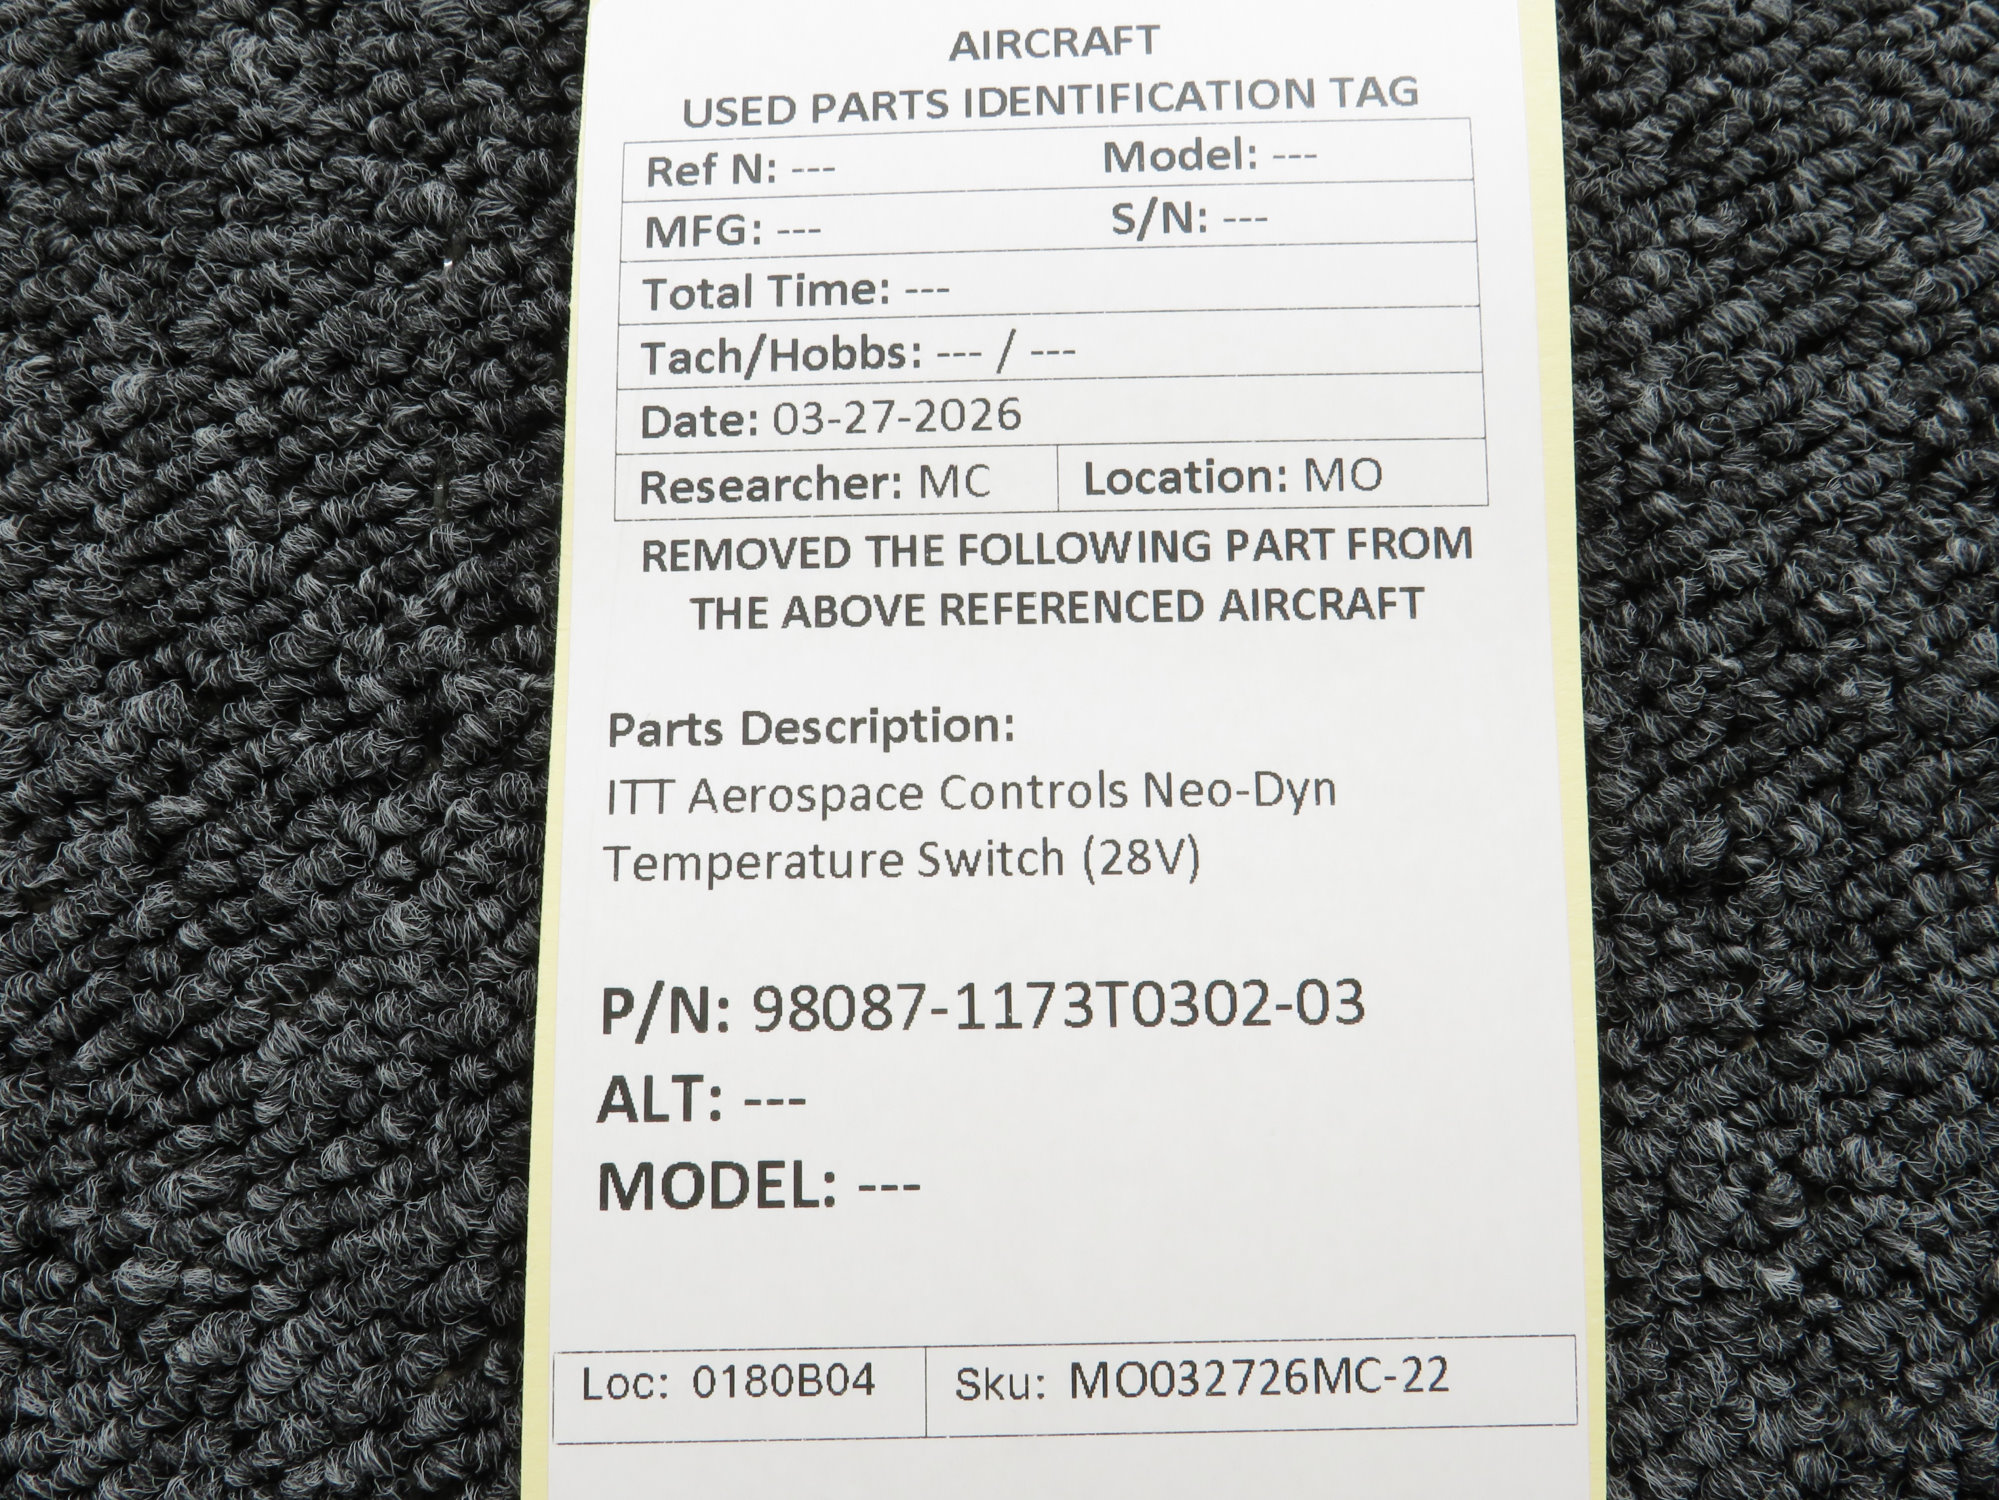 AIRCRAFT
USED PARTS IDENTIFICATION TAG
Ref N: --- Model: ---
MFG: --- S/N: ---
Total Time: ---
Tach/Hobbs: --- / ---
Date: 03-27-2026
Researcher: MC Location: MO
REMOVED THE FOLLOWING PART FROM
THE ABOVE REFERENCED AIRCRAFT
Parts Description:
ITT Aerospace Controls Neo-Dyn
Temperature Switch (28V)
P/N: 98087-1173T0302-03
ALT: ---
MODEL: ---
Loc: 0180B04 Sku: MO032726MC-22